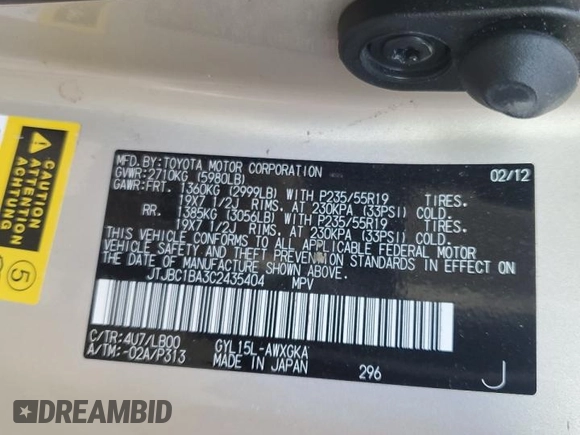 MFD.BY:TOYOTA MOTOR CORPORATION 02/12
GVWR:2710KG (5980LB)
GAWR:FRT. 1360KG (2999LB) WITH P235/55R19 TIRES.
19X7 1/2J RIMS. AT 230KPA (33PSI) COLD.
RR. 1385KG (3056LB) WITH P235/55R19 TIRES.
19X7 1/2J RIMS. AT 230KPA (33PSI) COLD.
THIS VEHICLE CONFORMS TO ALL APPLICABLE FEDERAL MOTOR
VEHICLE SAFETY AND THEFT PREVENTION STANDARDS IN EFFECT ON
THE DATE OF MANUFACTURE SHOWN ABOVE.
JTJBC1BA3C2435404 MPV
C/TR:4U7/LB00 GYL15L-AWXGKA
A/TM:-02A/P313 MADE IN JAPAN 296 J
CAUTION
ATTENTION
ACHTUNG
5
DREAMBID